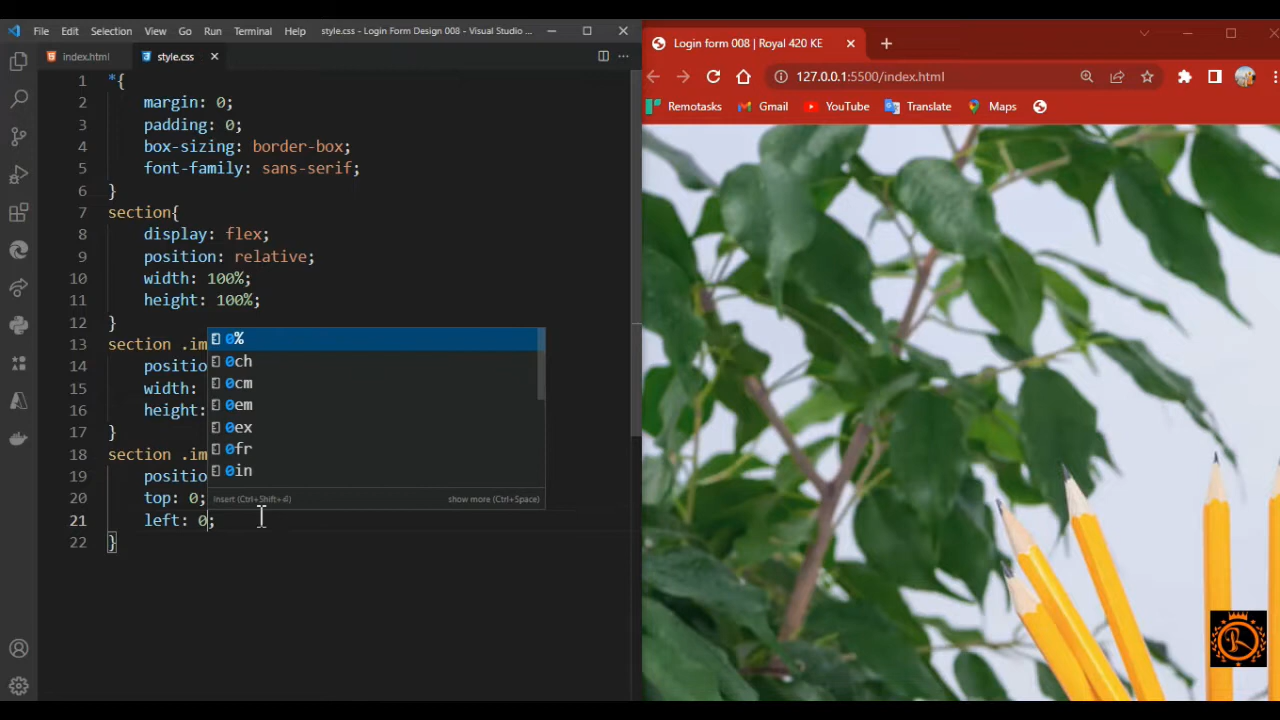 File Edit Selection View Go Run Terminal Help style.css - Login Form Design 008 - Visual Studio ...
index.html style.css
1 *{
2 margin: 0;
3 padding: 0;
4 box-sizing: border-box;
5 font-family: sans-serif;
6 }
7 section{
8 display: flex;
9 position: relative;
10 width: 100%;
11 height: 100%;
12 }
13 section .im
14 positio
15 width:
16 height:
17 }
18 section .im
19 positio
20 top: 0;
21 left: 0;
22 }
0%
0ch
0cm
0em
0ex
0fr
0in
Insert (Ctrl+Shift+⏎) show more (Ctrl+Space)
Login form 008 | Royal 420 KE
127.0.0.1:5500/index.html
Remotasks Gmail YouTube Translate Maps